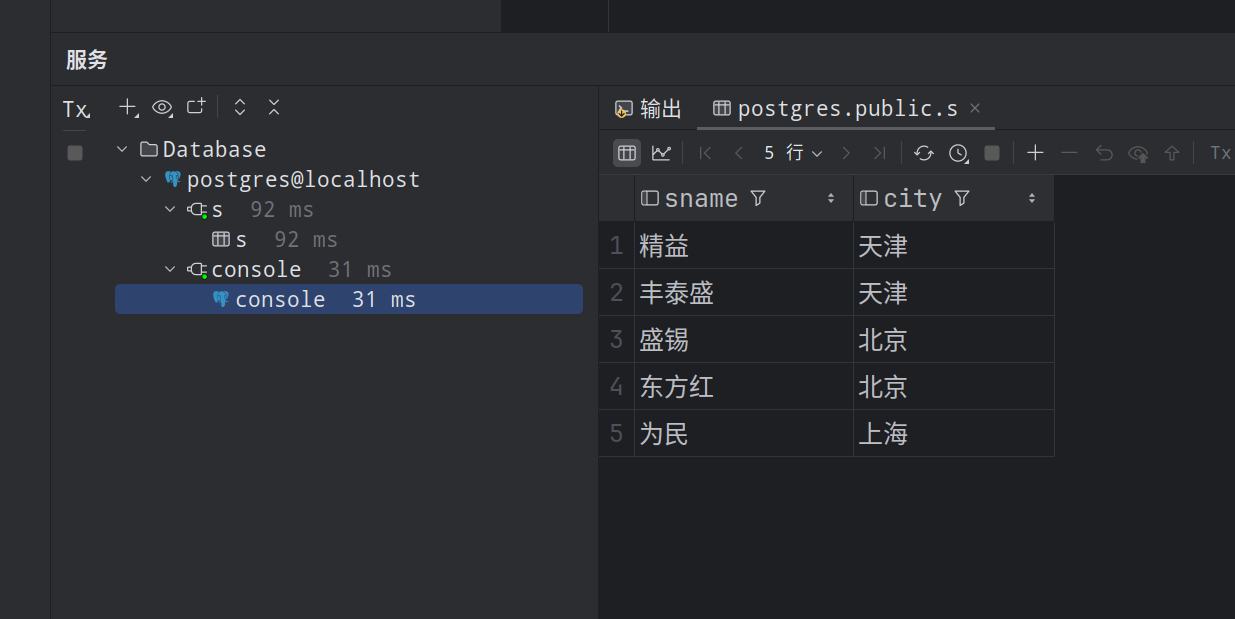 服务
Tx
输出 postgres.public.s
Database
5 行 Tx
postgres@localhost
sname city
s 92 ms
s 92 ms
console 31 ms
console 31 ms
1 精益 天津
2 丰泰盛 天津
3 盛锡 北京
4 东方红 北京
5 为民 上海